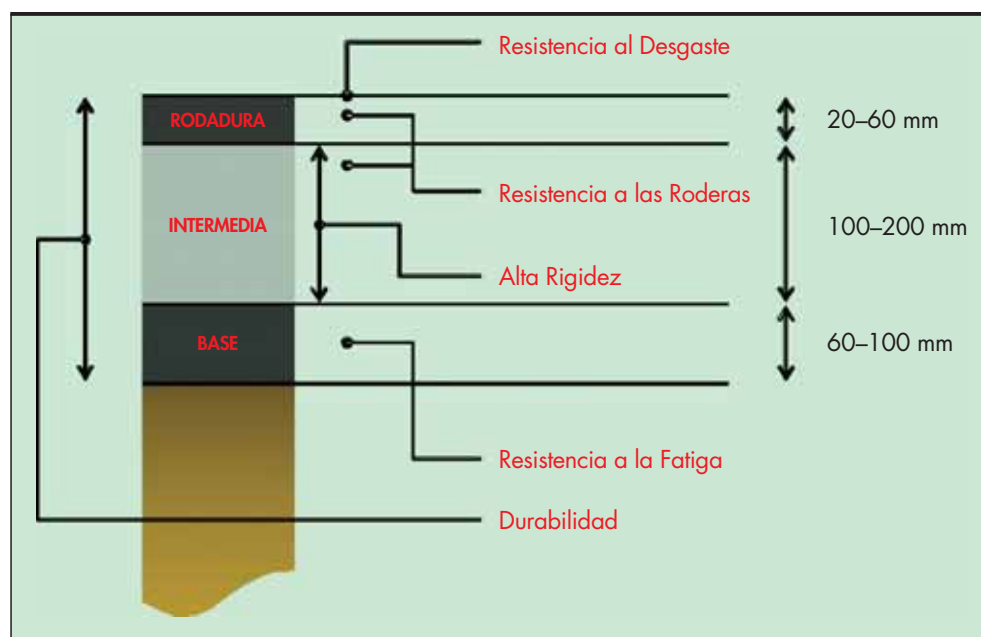 Resistencia al Desgaste
RODADURA
20–60 mm
Resistencia a las Roderas
INTERMEDIA
100–200 mm
Alta Rigidez
BASE
60–100 mm
Resistencia a la Fatiga
Durabilidad